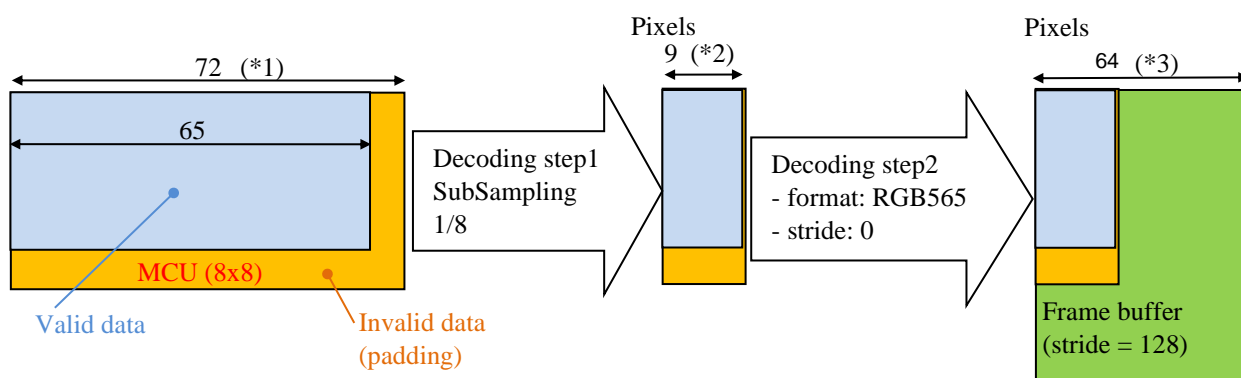 72 (*1)
65
MCU (8x8)
Valid data
Invalid data
(padding)
Decoding step1
SubSampling
1/8
Pixels
9 (*2)
Decoding step2
- format: RGB565
- stride: 0
Pixels
64 (*3)
Frame buffer
(stride = 128)